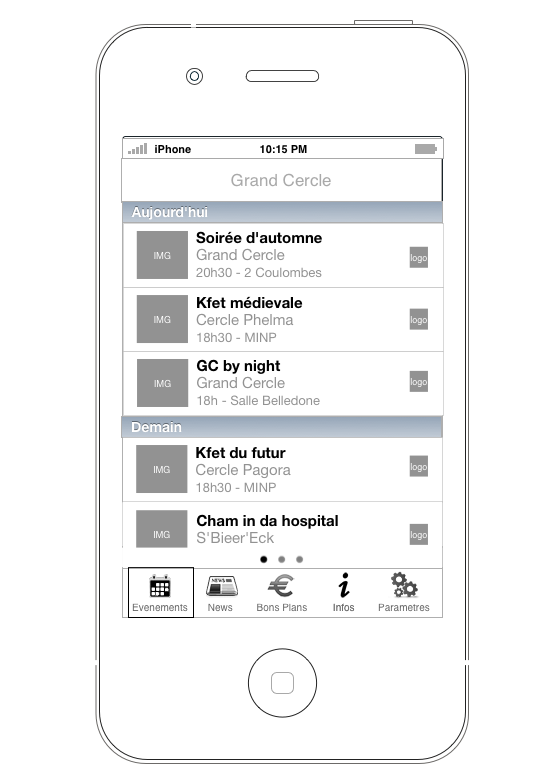 iPhone 10:15 PM
Grand Cercle
Aujourd'hui
IMG
Soirée d'automne
Grand Cercle
20h30 - 2 Coulombes
logo
IMG
Kfet médievale
Cercle Phelma
18h30 - MINP
logo
IMG
GC by night
Grand Cercle
18h - Salle Belledone
logo
Demain
IMG
Kfet du futur
Cercle Pagora
18h30 - MINP
logo
IMG
Cham in da hospital
S'Bieer'Eck
logo
NEWS
Evenements News Bons Plans Infos Parametres